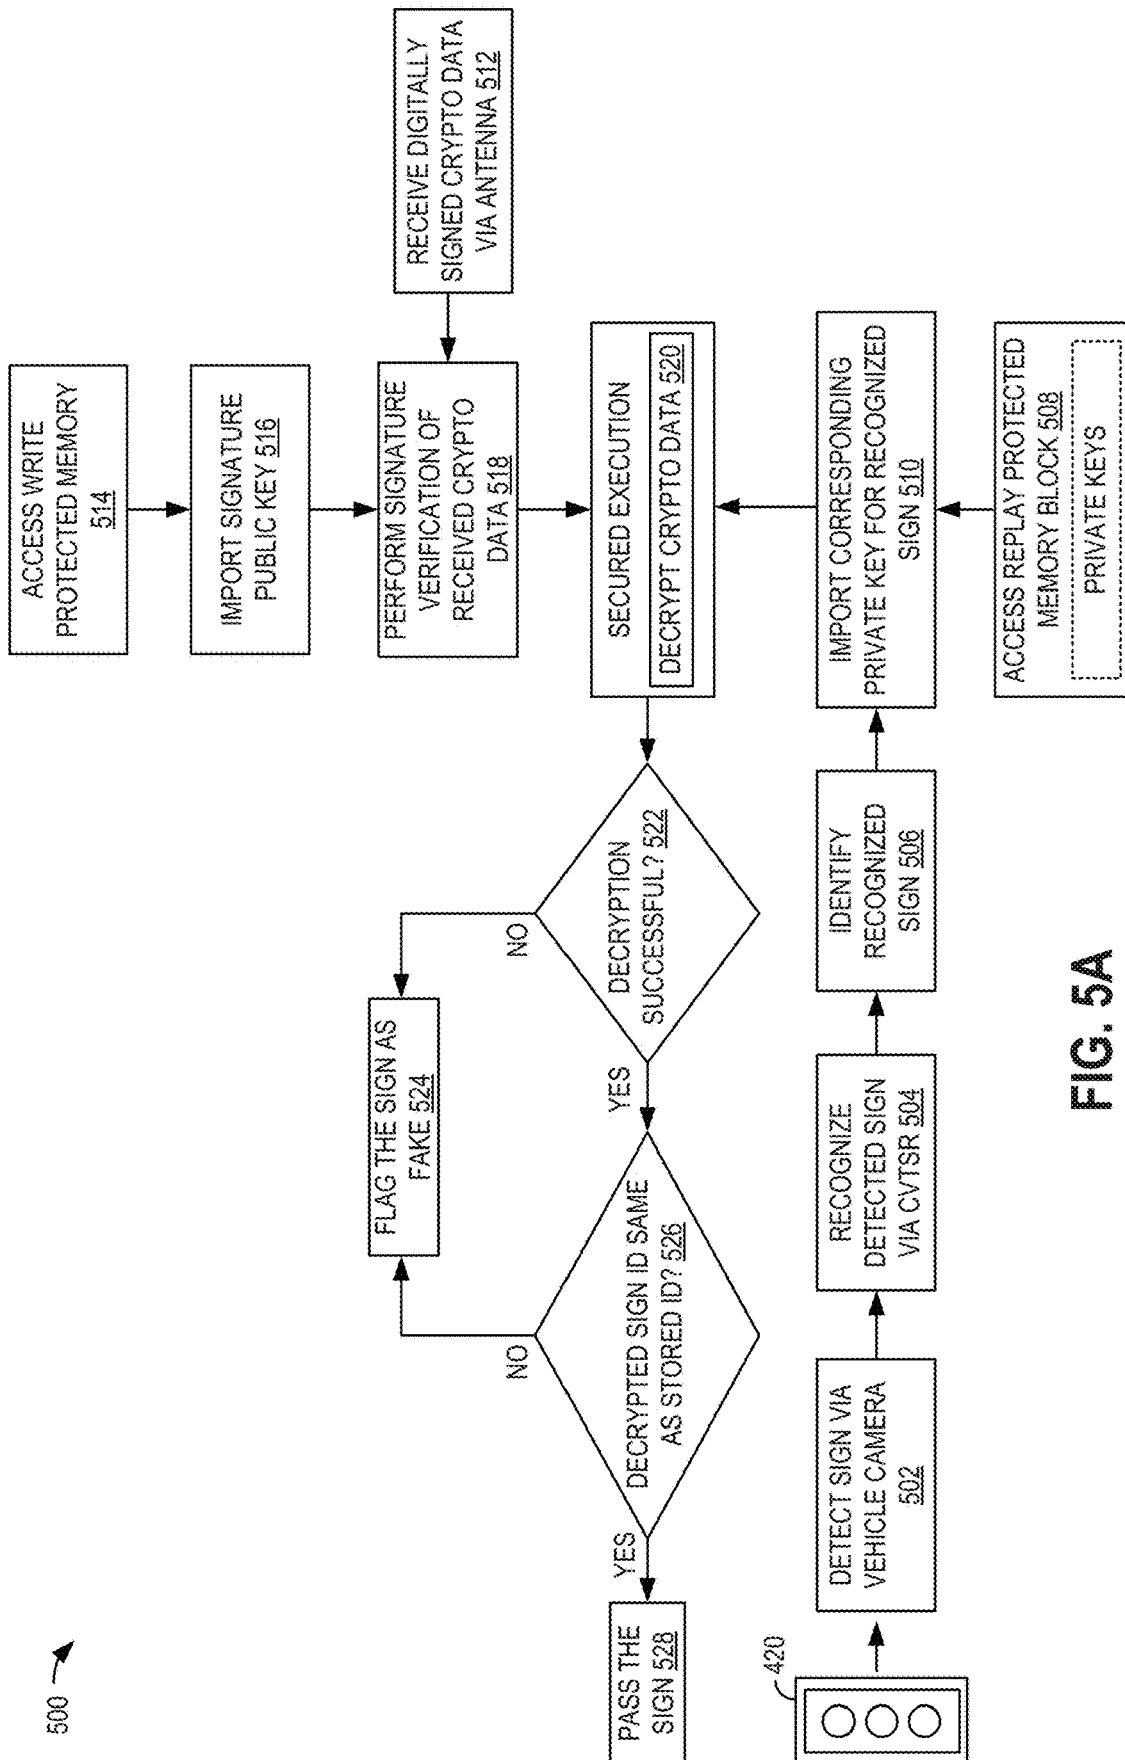 500
ACCESS WRITE
PROTECTED MEMORY
514
IMPORT SIGNATURE
PUBLIC KEY 516
PERFORM SIGNATURE
VERIFICATION OF
RECEIVED CRYPTO
DATA 518
RECEIVE DIGITALLY
SIGNED CRYPTO DATA
VIA ANTENNA 512
FLAG THE SIGN AS
FAKE 524
NO
NO
PASS THE
SIGN 528
YES
DECRYPTED SIGN ID SAME
AS STORED ID? 526
YES
DECRYPTION
SUCCESSFUL? 522
SECURED EXECUTION
DECRYPT CRYPTO DATA 520
420
DETECT SIGN VIA
VEHICLE CAMERA
502
RECOGNIZE
DETECTED SIGN
VIA CVTSR 504
IDENTIFY
RECOGNIZED
SIGN 506
IMPORT CORRESPONDING
PRIVATE KEY FOR RECOGNIZED
SIGN 510
ACCESS REPLAY PROTECTED
MEMORY BLOCK 508
PRIVATE KEYS
FIG. 5A